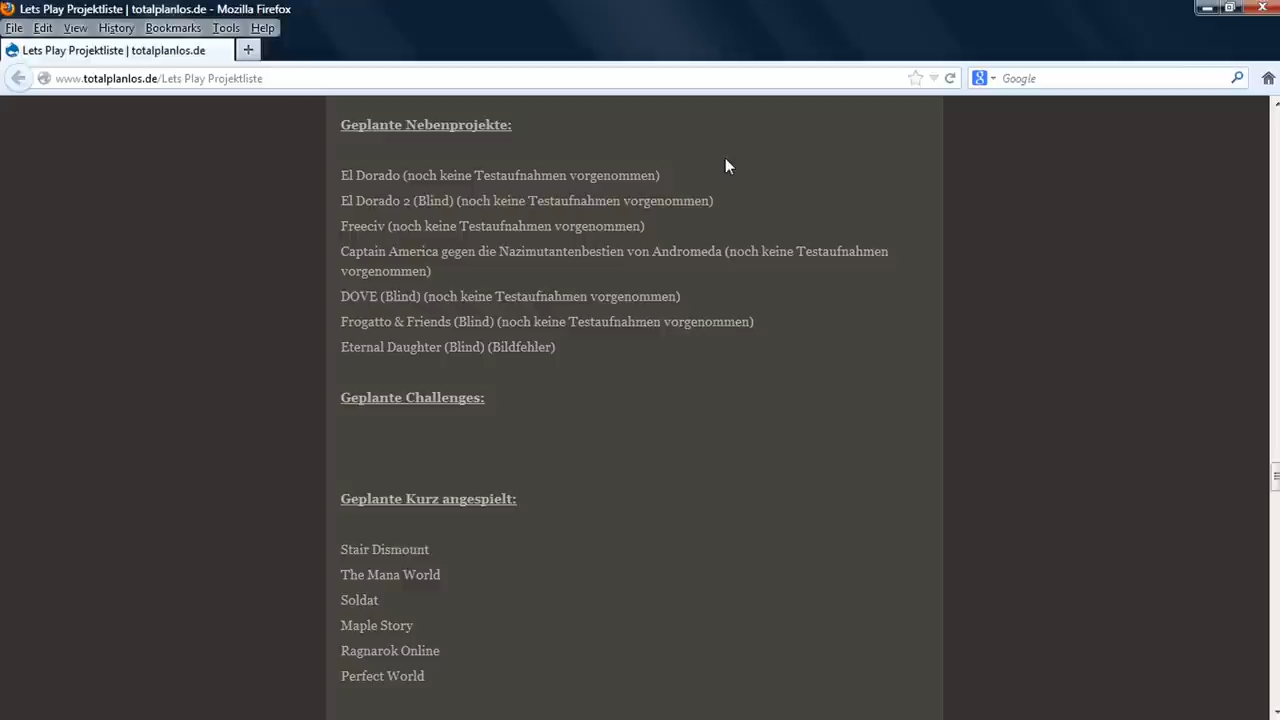 Lets Play Projektliste | totalplanlos.de - Mozilla Firefox
File Edit View History Bookmarks Tools Help
Lets Play Projektliste | totalplanlos.de
www.totalplanlos.de/Lets Play Projektliste
Google
Geplante Nebenprojekte:
El Dorado (noch keine Testaufnahmen vorgenommen)
El Dorado 2 (Blind) (noch keine Testaufnahmen vorgenommen)
Freeciv (noch keine Testaufnahmen vorgenommen)
Captain America gegen die Nazimutantenbestien von Andromeda (noch keine Testaufnahmen
vorgenommen)
DOVE (Blind) (noch keine Testaufnahmen vorgenommen)
Frogatto & Friends (Blind) (noch keine Testaufnahmen vorgenommen)
Eternal Daughter (Blind) (Bildfehler)
Geplante Challenges:
Geplante Kurz angespielt:
Stair Dismount
The Mana World
Soldat
Maple Story
Ragnarok Online
Perfect World